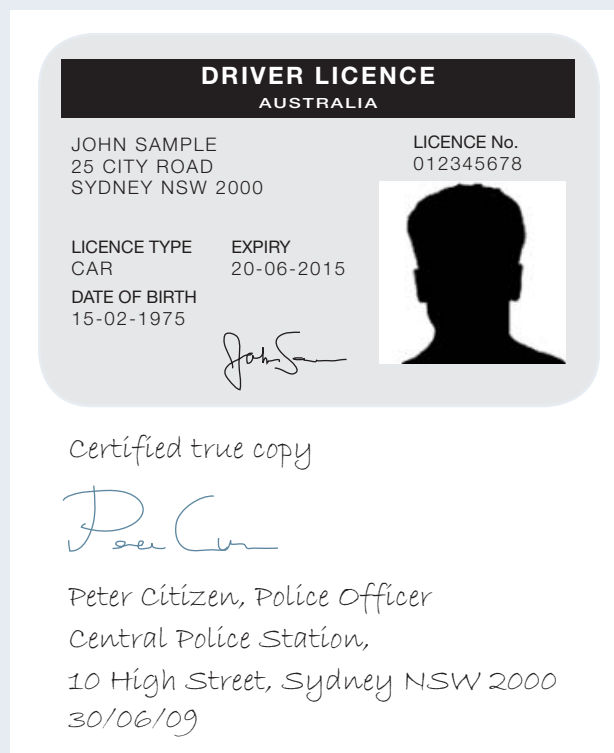 DRIVER LICENCE
AUSTRALIA
JOHN SAMPLE
25 CITY ROAD
SYDNEY NSW 2000
LICENCE No.
012345678
LICENCE TYPE
CAR
EXPIRY
20-06-2015
DATE OF BIRTH
15-02-1975
Certified true copy
Peter Citizen, Police Officer
Central Police Station,
10 High Street, Sydney NSW 2000
30/06/09